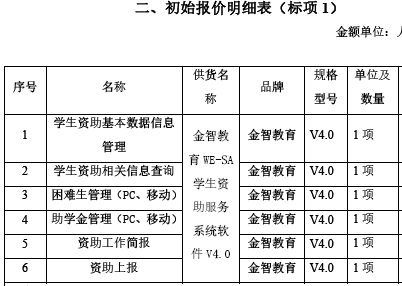 二、初始报价明细表（标项 1）
金额单位：
序号 名称 供货名称 品牌 规格型号 单位及数量
1 学生资助基本数据信息管理 金智教育 WE-SA 学生资助服务系统软件 V4.0 金智教育 V4.0 1 项
2 学生资助相关信息查询 金智教育 V4.0 1 项
3 困难生管理（PC、移动） 金智教育 V4.0 1 项
4 助学金管理（PC、移动） 金智教育 V4.0 1 项
5 资助工作简报 金智教育 V4.0 1 项
6 资助上报 金智教育 V4.0 1 项